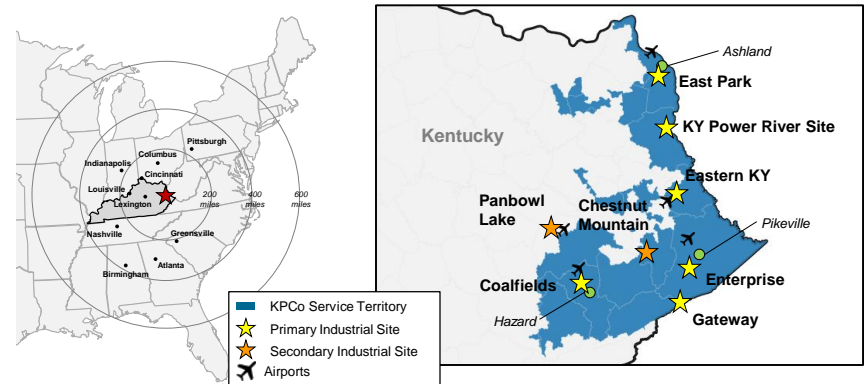 Pittsburgh
Columbus
Indianapolis
Cincinnati
Louisville
Lexington
200
miles
400
miles
600
miles
Nashville
Greensville
Atlanta
Birmingham
KPCo Service Territory
Primary Industrial Site
Secondary Industrial Site
Airports
Ashland
East Park
Kentucky
KY Power River Site
Eastern KY
Panbowl
Lake
Chestnut
Mountain
Pikeville
Coalfields
Enterprise
Hazard
Gateway